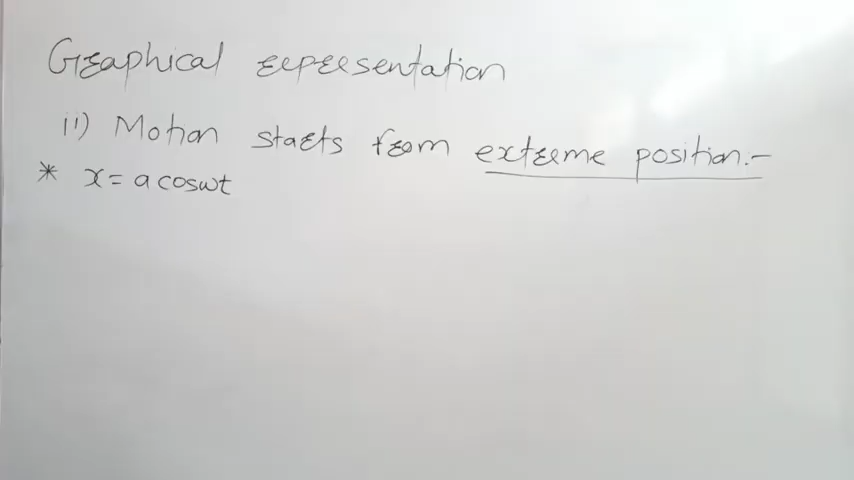 Graphical representation
ii) Motion starts from extreme position:-
* x = a cosωt